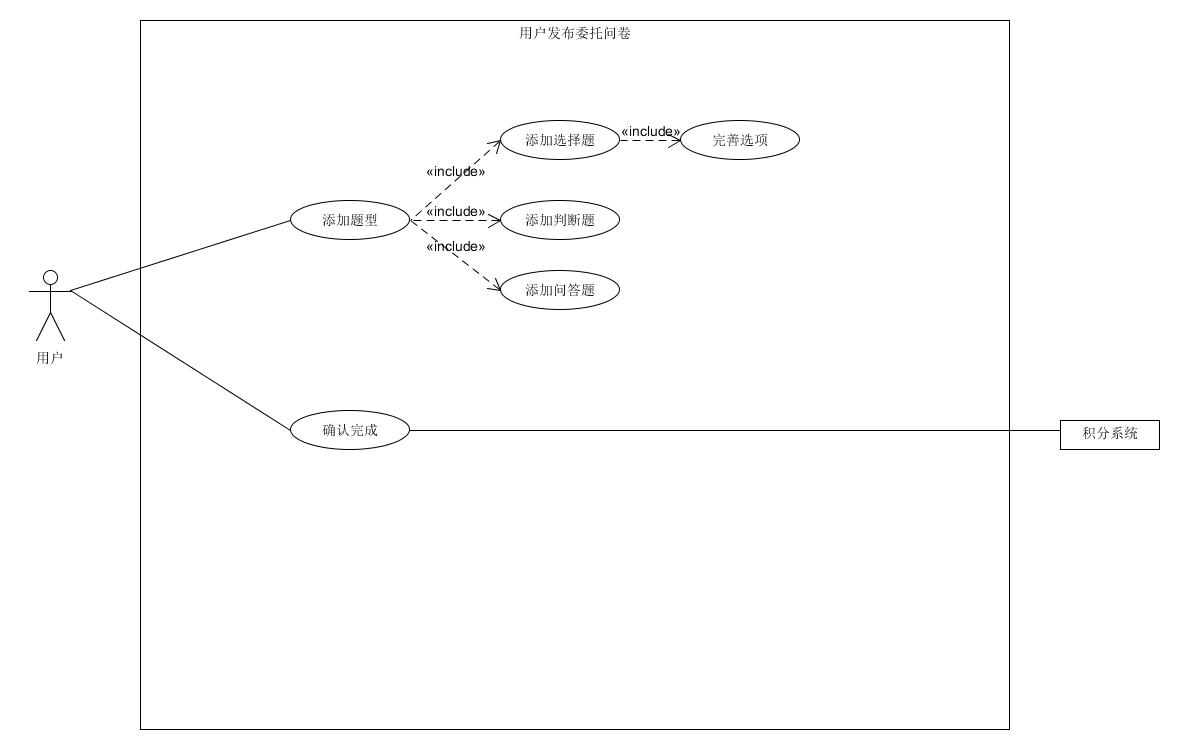 用户发布委托问卷
添加选择题
«include»
完善选项
«include»
添加题型
«include»
添加判断题
«include»
添加问答题
用户
确认完成
积分系统